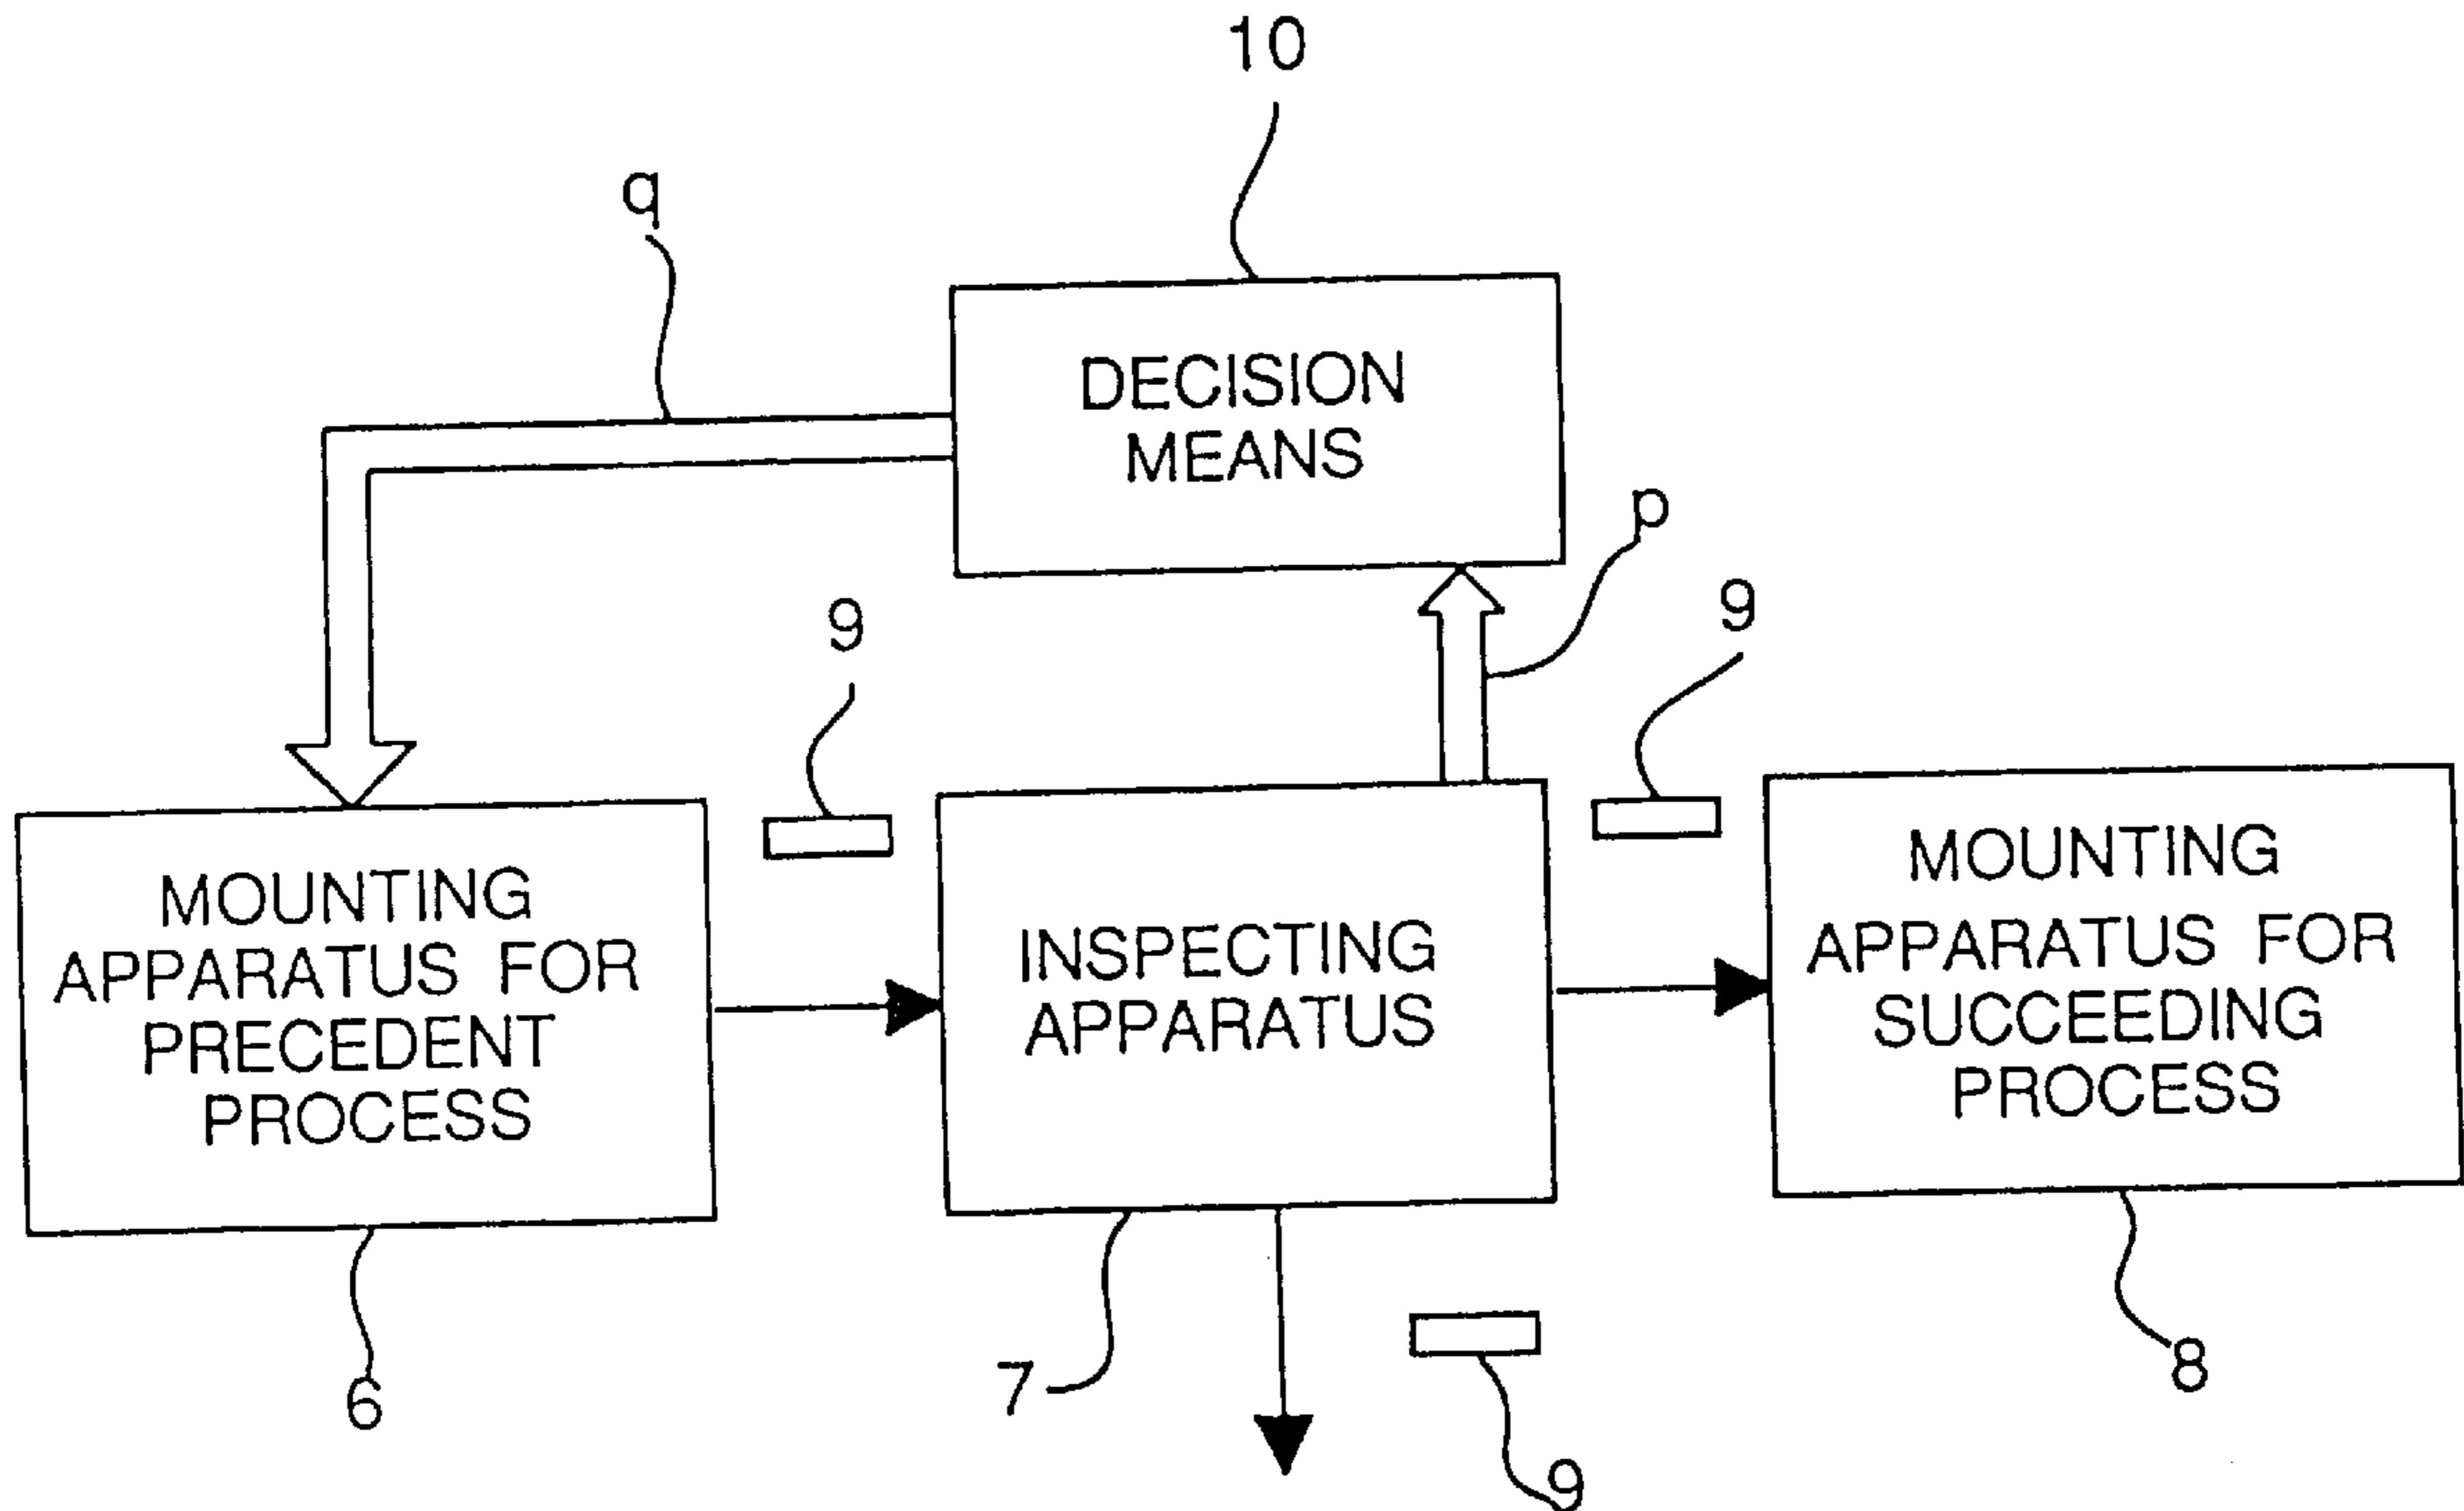 10
q
DECISION
MEANS
p
9
9
MOUNTING
APPARATUS FOR
PRECEDENT
PROCESS
INSPECTING
APPARATUS
MOUNTING
APPARATUS FOR
SUCCEEDING
PROCESS
6
7
8
9